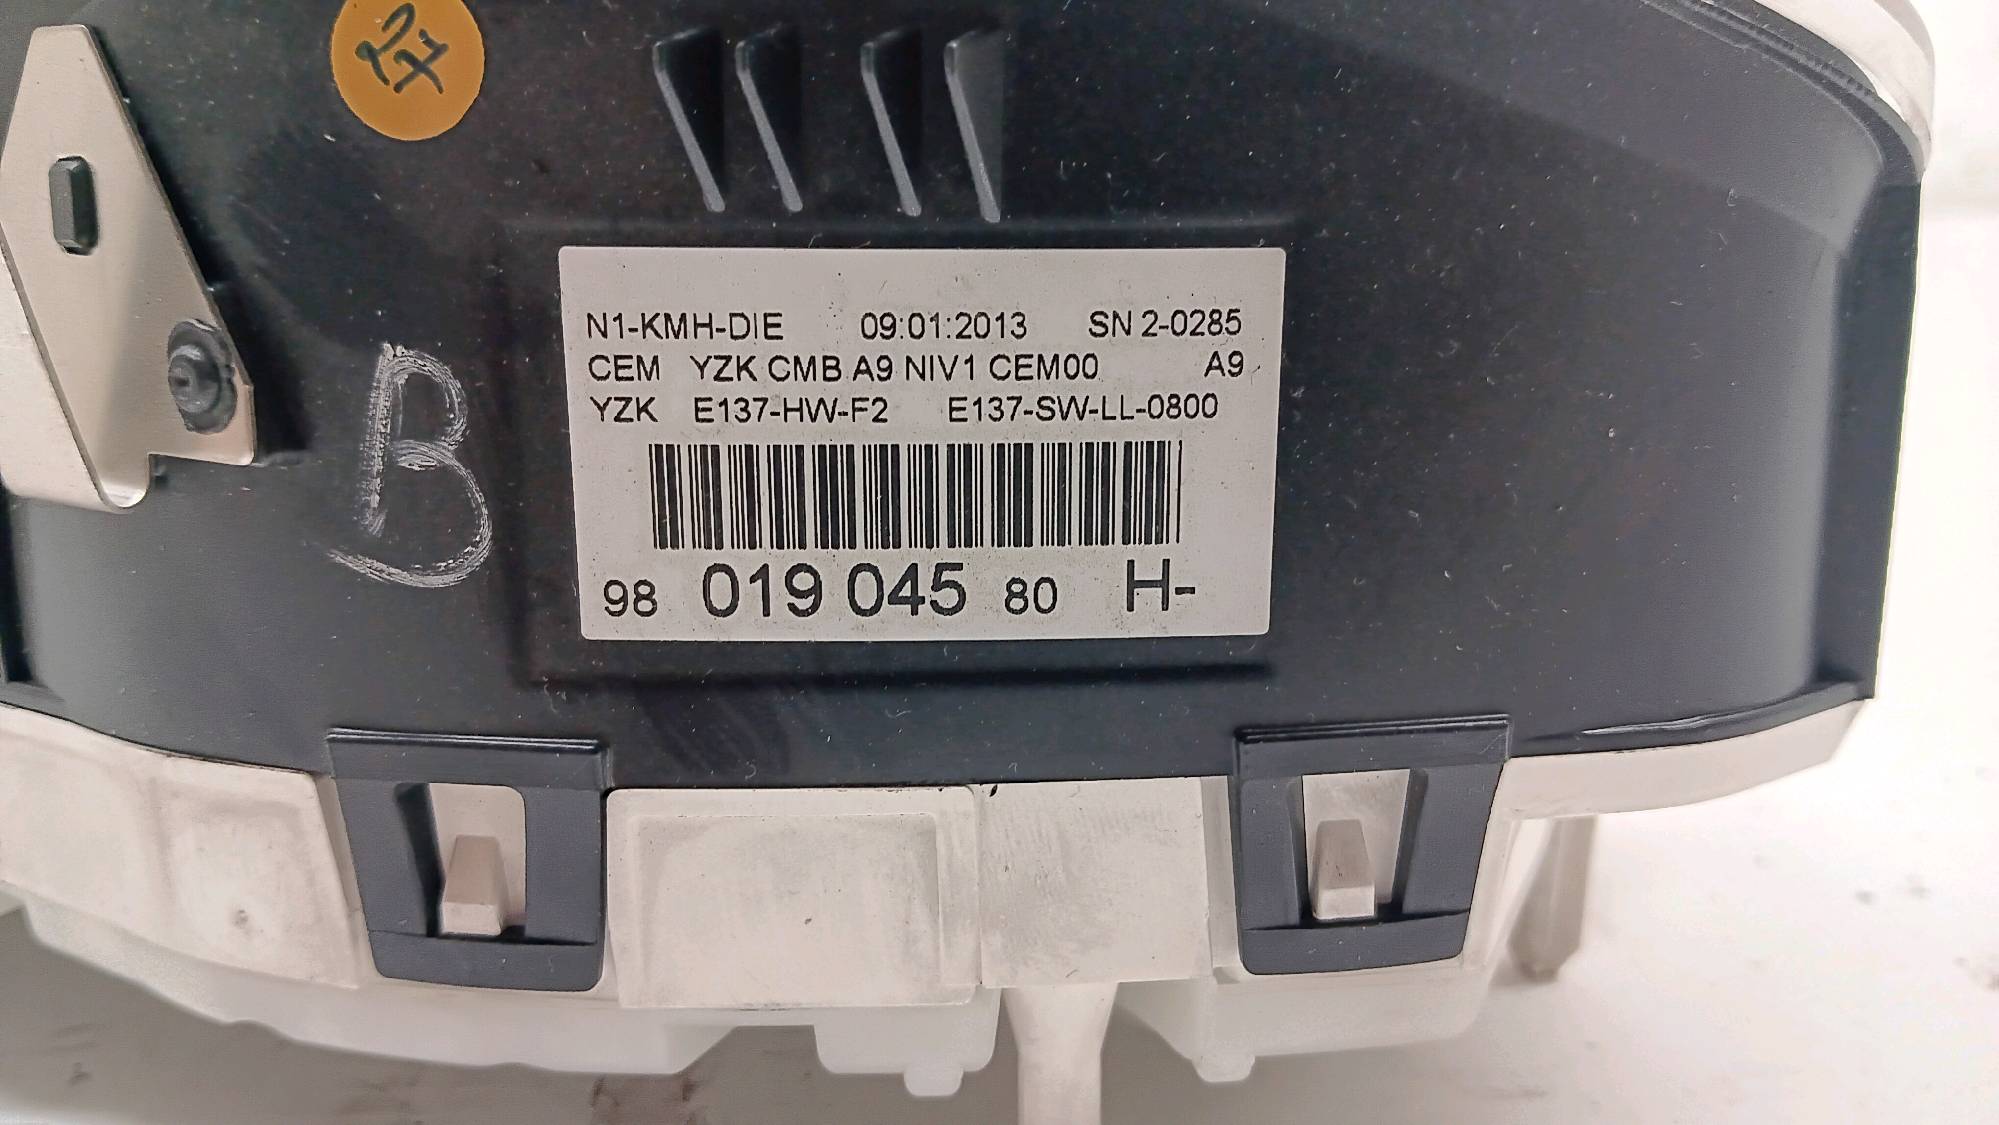 N1-KMH-DIE 09:01:2013 SN 2-0285
CEM YZK CMB A9 NIV1 CEM00 A9
YZK E137-HW-F2 E137-SW-LL-0800
98 019 045 80 H-
B